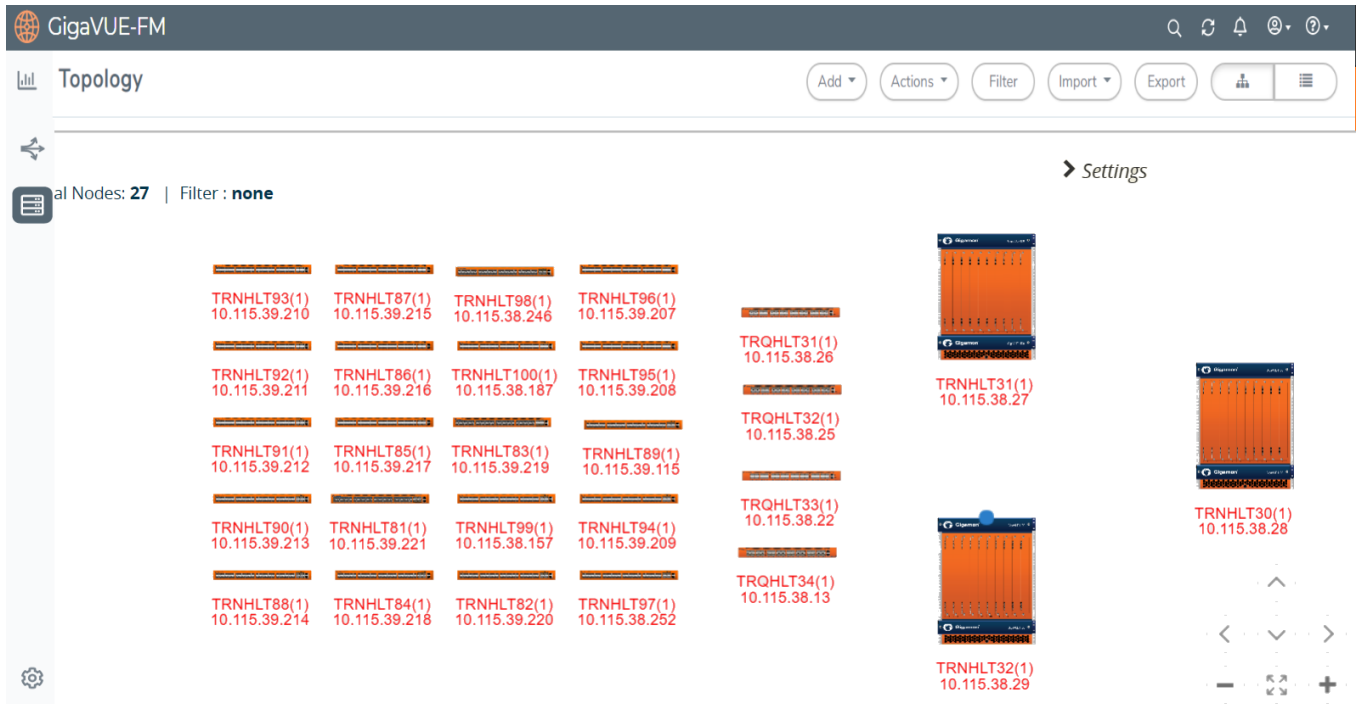 GigaVUE-FM
Topology
Add
Actions
Filter
Import
Export
Settings
al Nodes: 27 | Filter : none
TRNHLT93(1)
10.115.39.210
TRNHLT87(1)
10.115.39.215
TRNHLT98(1)
10.115.38.246
TRNHLT96(1)
10.115.39.207
TRNHLT92(1)
10.115.39.211
TRNHLT86(1)
10.115.39.216
TRNHLT100(1)
10.115.38.187
TRNHLT95(1)
10.115.39.208
TRNHLT91(1)
10.115.39.212
TRNHLT85(1)
10.115.39.217
TRNHLT83(1)
10.115.39.219
TRNHLT89(1)
10.115.39.115
TRNHLT90(1)
10.115.39.213
TRNHLT81(1)
10.115.39.221
TRNHLT99(1)
10.115.38.157
TRNHLT94(1)
10.115.39.209
TRNHLT88(1)
10.115.39.214
TRNHLT84(1)
10.115.39.218
TRNHLT82(1)
10.115.39.220
TRNHLT97(1)
10.115.38.252
TRQHLT31(1)
10.115.38.26
TRQHLT32(1)
10.115.38.25
TRQHLT33(1)
10.115.38.22
TRQHLT34(1)
10.115.38.13
Gigamon
Gigamon
TRNHLT31(1)
10.115.38.27
Gigamon
Gigamon
TRNHLT32(1)
10.115.38.29
Gigamon
Gigamon
TRNHLT30(1)
10.115.38.28